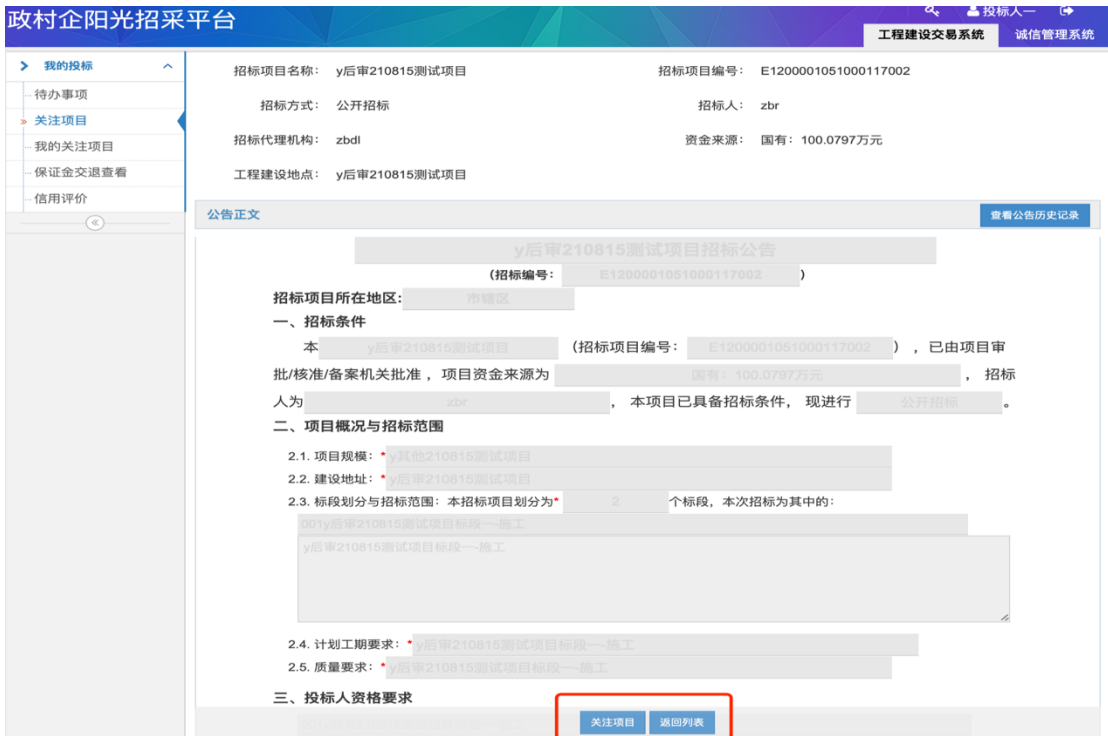 政村企阳光招采平台
投标人一
工程建设交易系统 诚信管理系统
我的投标
待办事项
关注项目
我的关注项目
保证金交退查看
信用评价
招标项目名称: y后审210815测试项目 招标项目编号: E1200001051000117002
招标方式: 公开招标 招标人: zbr
招标代理机构: zbdl 资金来源: 国有: 100.0797万元
工程建设地点: y后审210815测试项目
公告正文 查看公告历史记录
y后审210815测试项目招标公告
(招标编号: E1200001051000117002 )
招标项目所在地区: 市辖区
一、招标条件
本 y后审210815测试项目 (招标项目编号: E1200001051000117002 ) , 已由项目审
批/核准/备案机关批准 , 项目资金来源为 国有: 100.0797万元 , 招标
人为 zbr , 本项目已具备招标条件, 现进行 公开招标 。
二、项目概况与招标范围
2.1. 项目规模: *y其他210815测试项目
2.2. 建设地址: *y后审210815测试项目
2.3. 标段划分与招标范围: 本招标项目划分为* 2 个标段, 本次招标为其中的:
001y后审210815测试项目标段一-施工
y后审210815测试项目标段一-施工
2.4. 计划工期要求: *y后审210815测试项目标段一-施工
2.5. 质量要求: *y后审210815测试项目标段一-施工
三、投标人资格要求
关注项目 返回列表